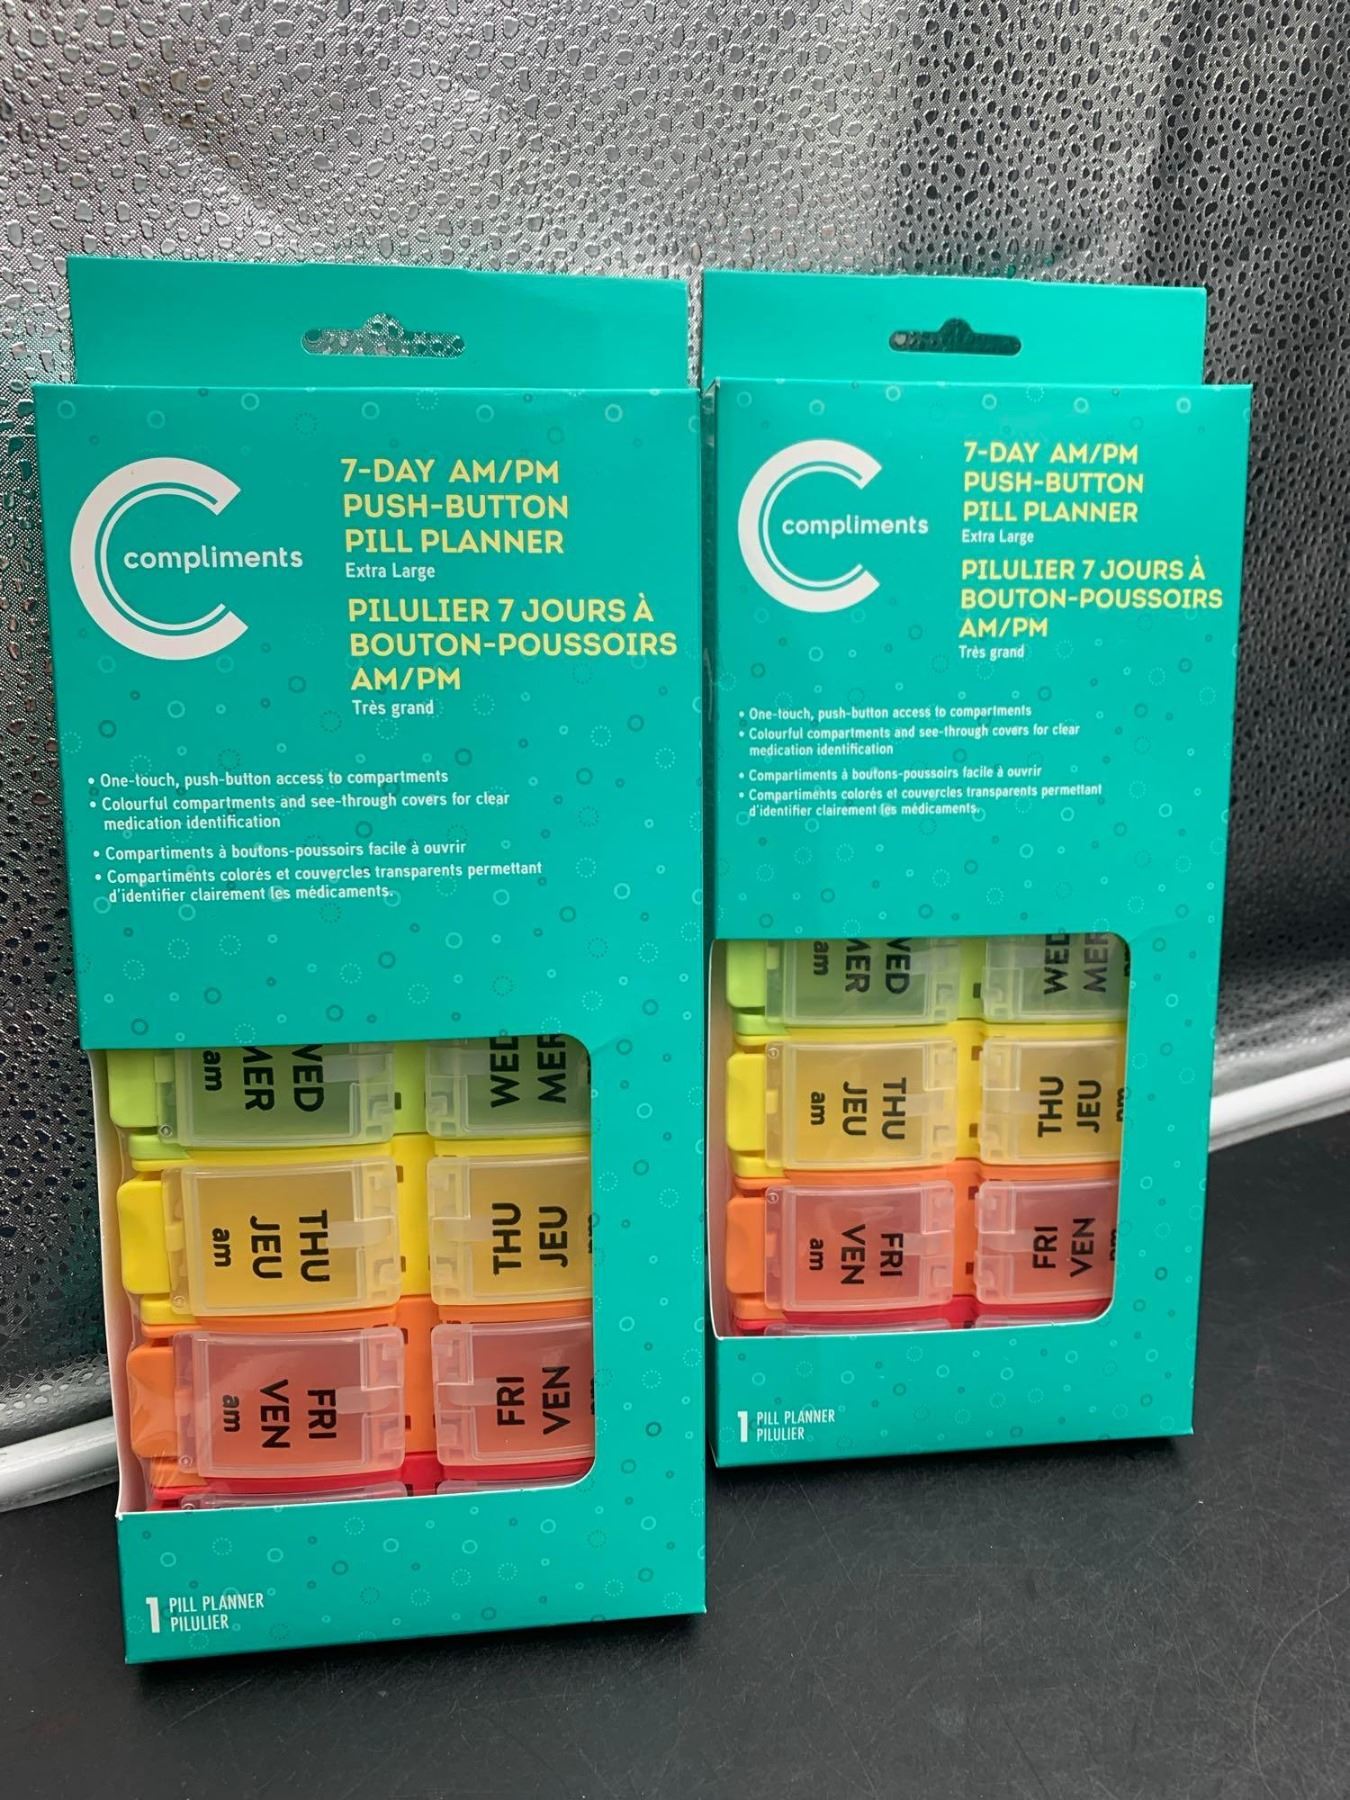 compliments
7-DAY AM/PM
PUSH-BUTTON
PILL PLANNER
Extra Large
PILULIER 7 JOURS À
BOUTON-POUSSOIRS
AM/PM
Très grand
• One-touch, push-button access to compartments
• Colourful compartments and see-through covers for clear
medication identification
• Compartiments à boutons-poussoirs facile à ouvrir
• Compartiments colorés et couvercles transparents permettant
d'identifier clairement les médicaments.
WED
MER
am
WED
MER
THU
JEU
am
THU
JEU
FRI
VEN
am
FRI
VEN
1 PILL PLANNER
PILULIER
compliments
7-DAY AM/PM
PUSH-BUTTON
PILL PLANNER
Extra Large
PILULIER 7 JOURS À
BOUTON-POUSSOIRS
AM/PM
Très grand
• One-touch, push-button access to compartments
• Colourful compartments and see-through covers for clear
medication identification
• Compartiments à boutons-poussoirs facile à ouvrir
• Compartiments colorés et couvercles transparents permettant
d'identifier clairement les médicaments.
WED
MER
am
WED
MER
THU
JEU
am
THU
JEU
FRI
VEN
am
FRI
VEN
1 PILL PLANNER
PILULIER